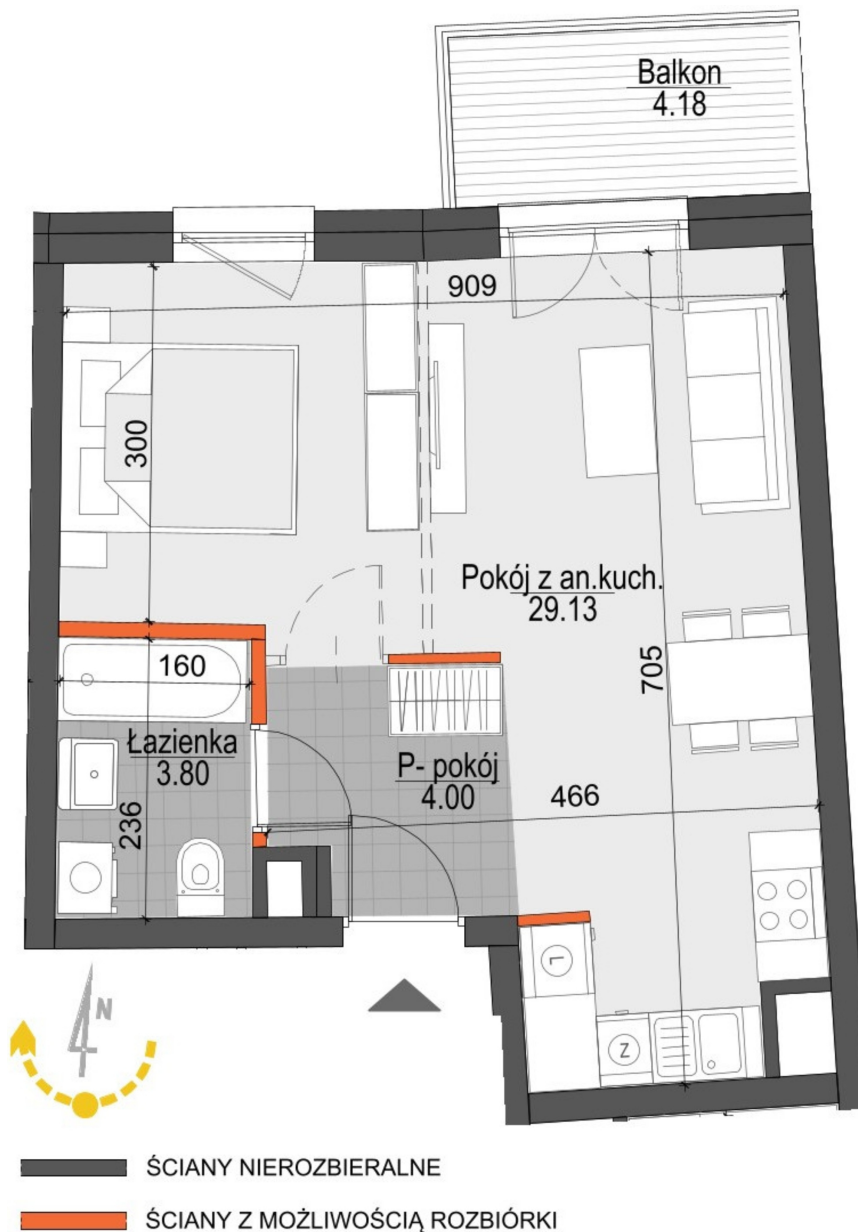 Balkon
4.18
909
300
Pokój z an.kuch.
29.13
705
160
Łazienka
3.80
P- pokój
4.00
466
236
L
Z
N
ŚCIANY NIEROZBIERALNE
ŚCIANY Z MOŻLIWOŚCIĄ ROZBIÓRKI